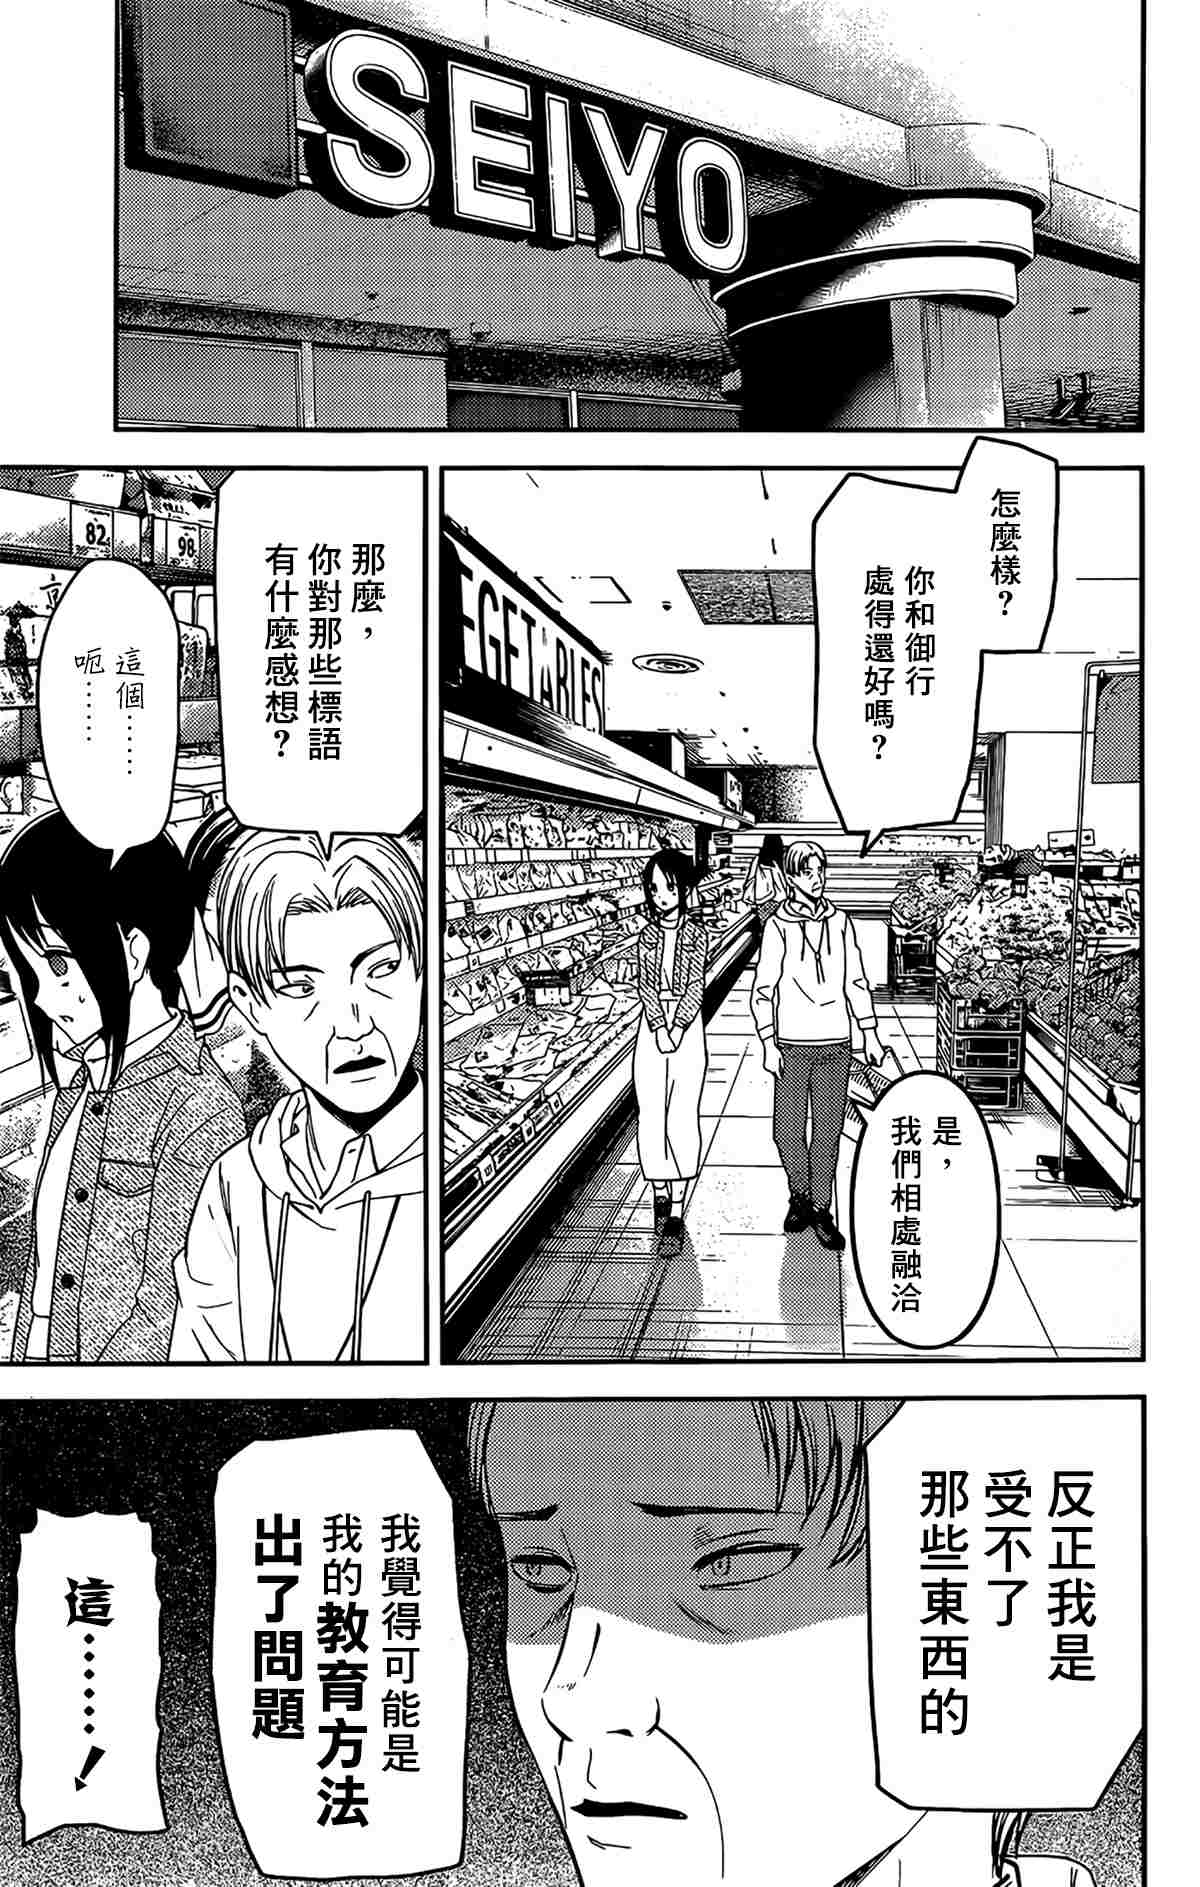 SEIYO
怎麼樣？
你和御行
處得還好嗎？
VEGETABLES
是，
我們相處融洽
那麼，
你對那些標語
有什麼感想？
82
98
這個……
呃……
反正我是
受不了
那些東西的
我覺得可能是
我的教育方法
出了問題
這……！